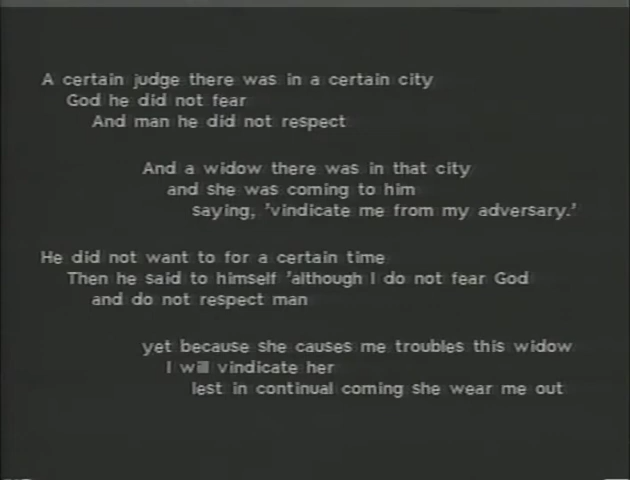 A certain judge there was in a certain city
God he did not fear
And man he did not respect
And a widow there was in that city
and she was coming to him
saying, 'vindicate me from my adversary.'
He did not want to for a certain time
Then he said to himself 'although I do not fear God
and do not respect man
yet because she causes me troubles this widow
I will vindicate her
lest in continual coming she wear me out